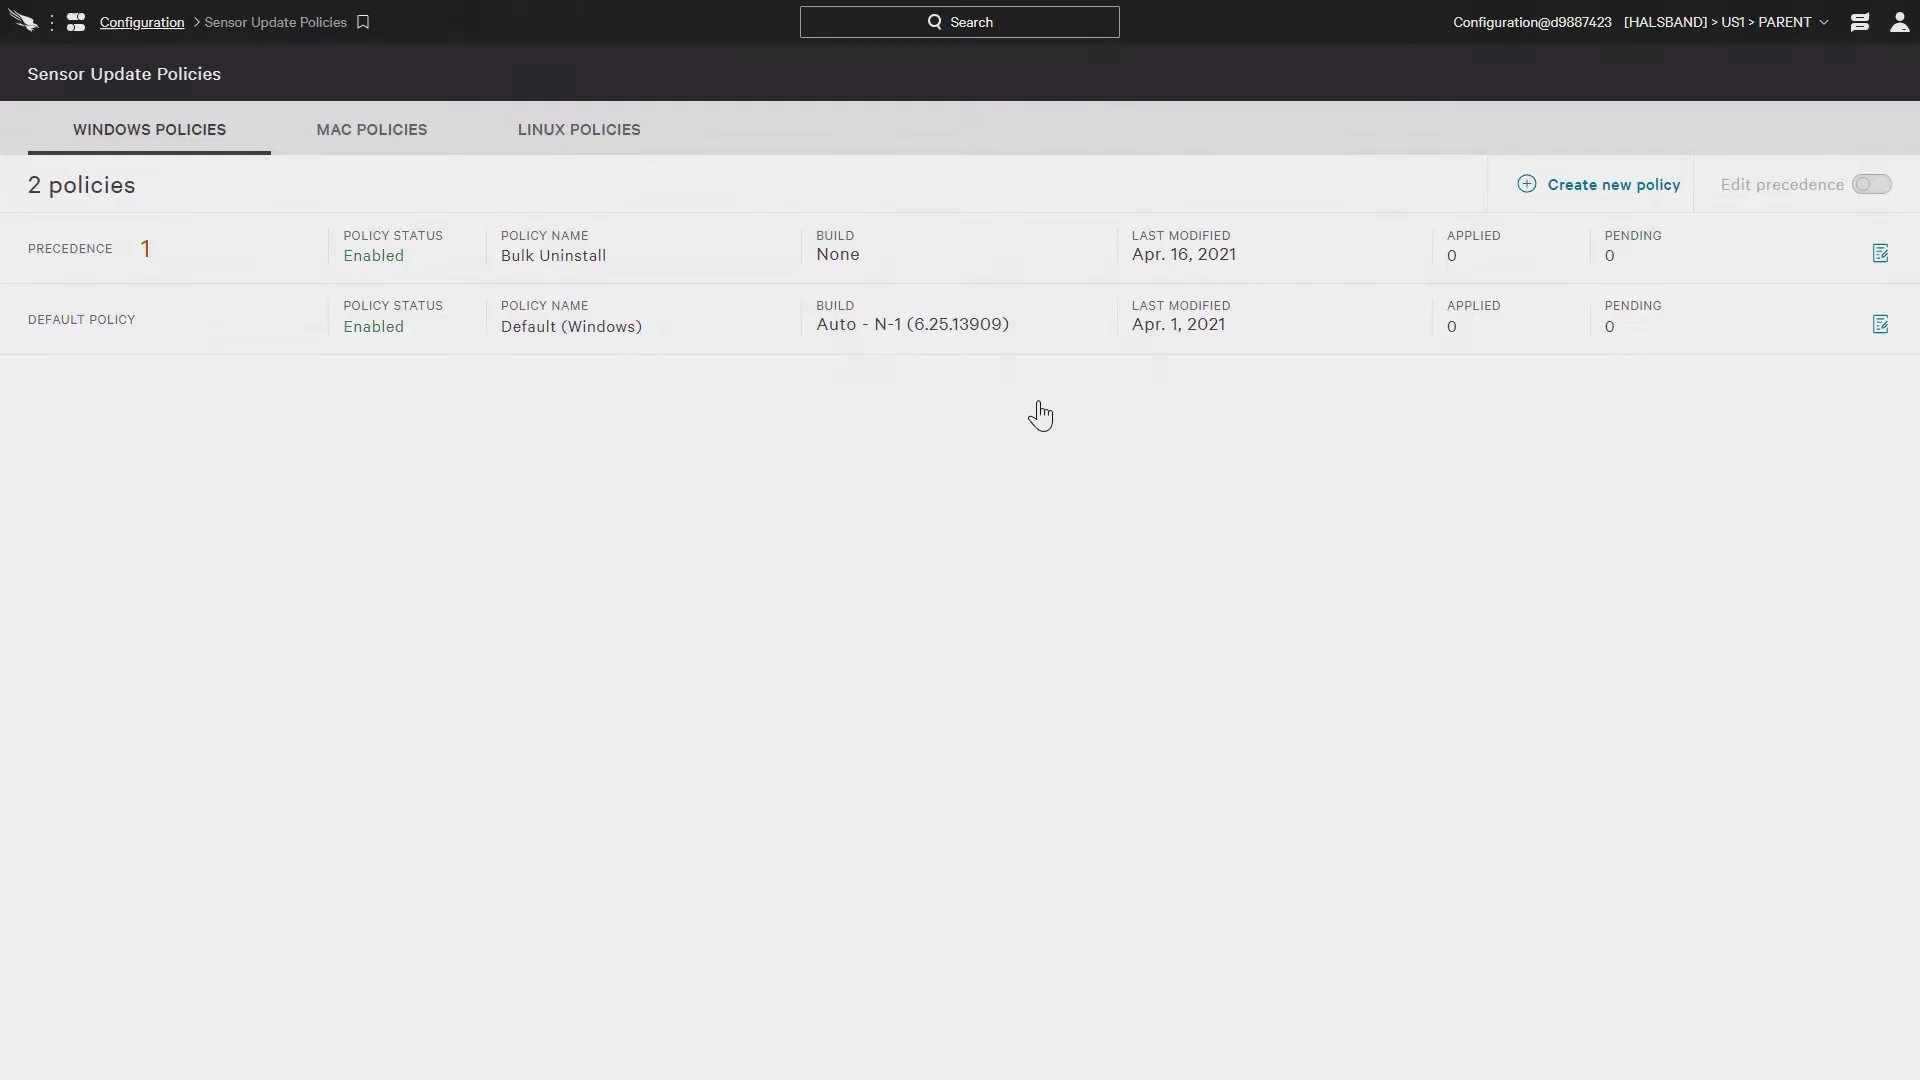 Configuration > Sensor Update Policies
Search
Configuration@d9887423 [HALSBAND] > US1 > PARENT
Sensor Update Policies
WINDOWS POLICIES MAC POLICIES LINUX POLICIES
2 policies
Create new policy
Edit precedence
PRECEDENCE 1
POLICY STATUS
Enabled
POLICY NAME
Bulk Uninstall
BUILD
None
LAST MODIFIED
Apr. 16, 2021
APPLIED
0
PENDING
0
DEFAULT POLICY
POLICY STATUS
Enabled
POLICY NAME
Default (Windows)
BUILD
Auto - N-1 (6.25.13909)
LAST MODIFIED
Apr. 1, 2021
APPLIED
0
PENDING
0